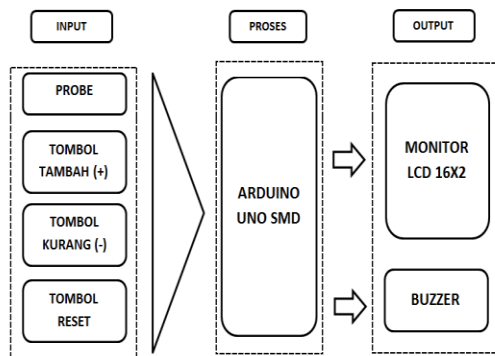 INPUT
PROSES
OUTPUT
PROBE
TOMBOL
TAMBAH (+)
TOMBOL
KURANG (-)
TOMBOL
RESET
ARDUINO
UNO SMD
MONITOR
LCD 16X2
BUZZER